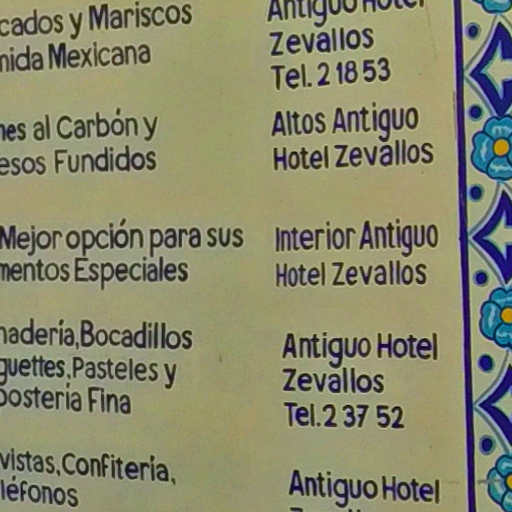 cados y Mariscos
Antiguo Hotel
nida Mexicana
Zevallos
Tel. 2 18 53
nes al Carbón y
Altos Antiguo
esos Fundidos
Hotel Zevallos
Mejor opción para sus
Interior Antiguo
mentos Especiales
Hotel Zevallos
nadería,Bocadillos
Antiguo Hotel
guettes,Pasteles y
Zevallos
postería Fina
Tel.2 37 52
vistas,Confitería,
Antiguo Hotel
léfonos